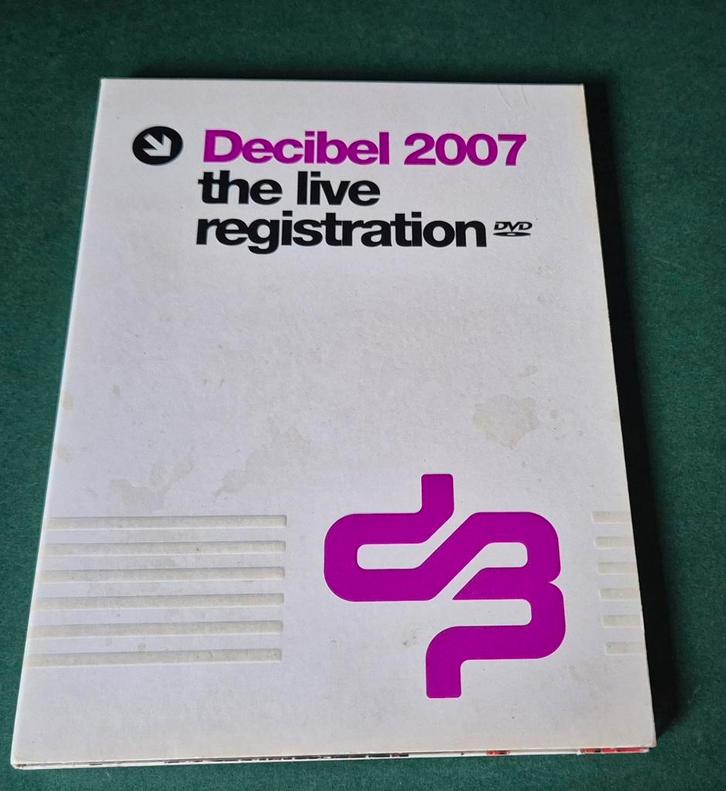 Decibel 2007
the live
registration DVD